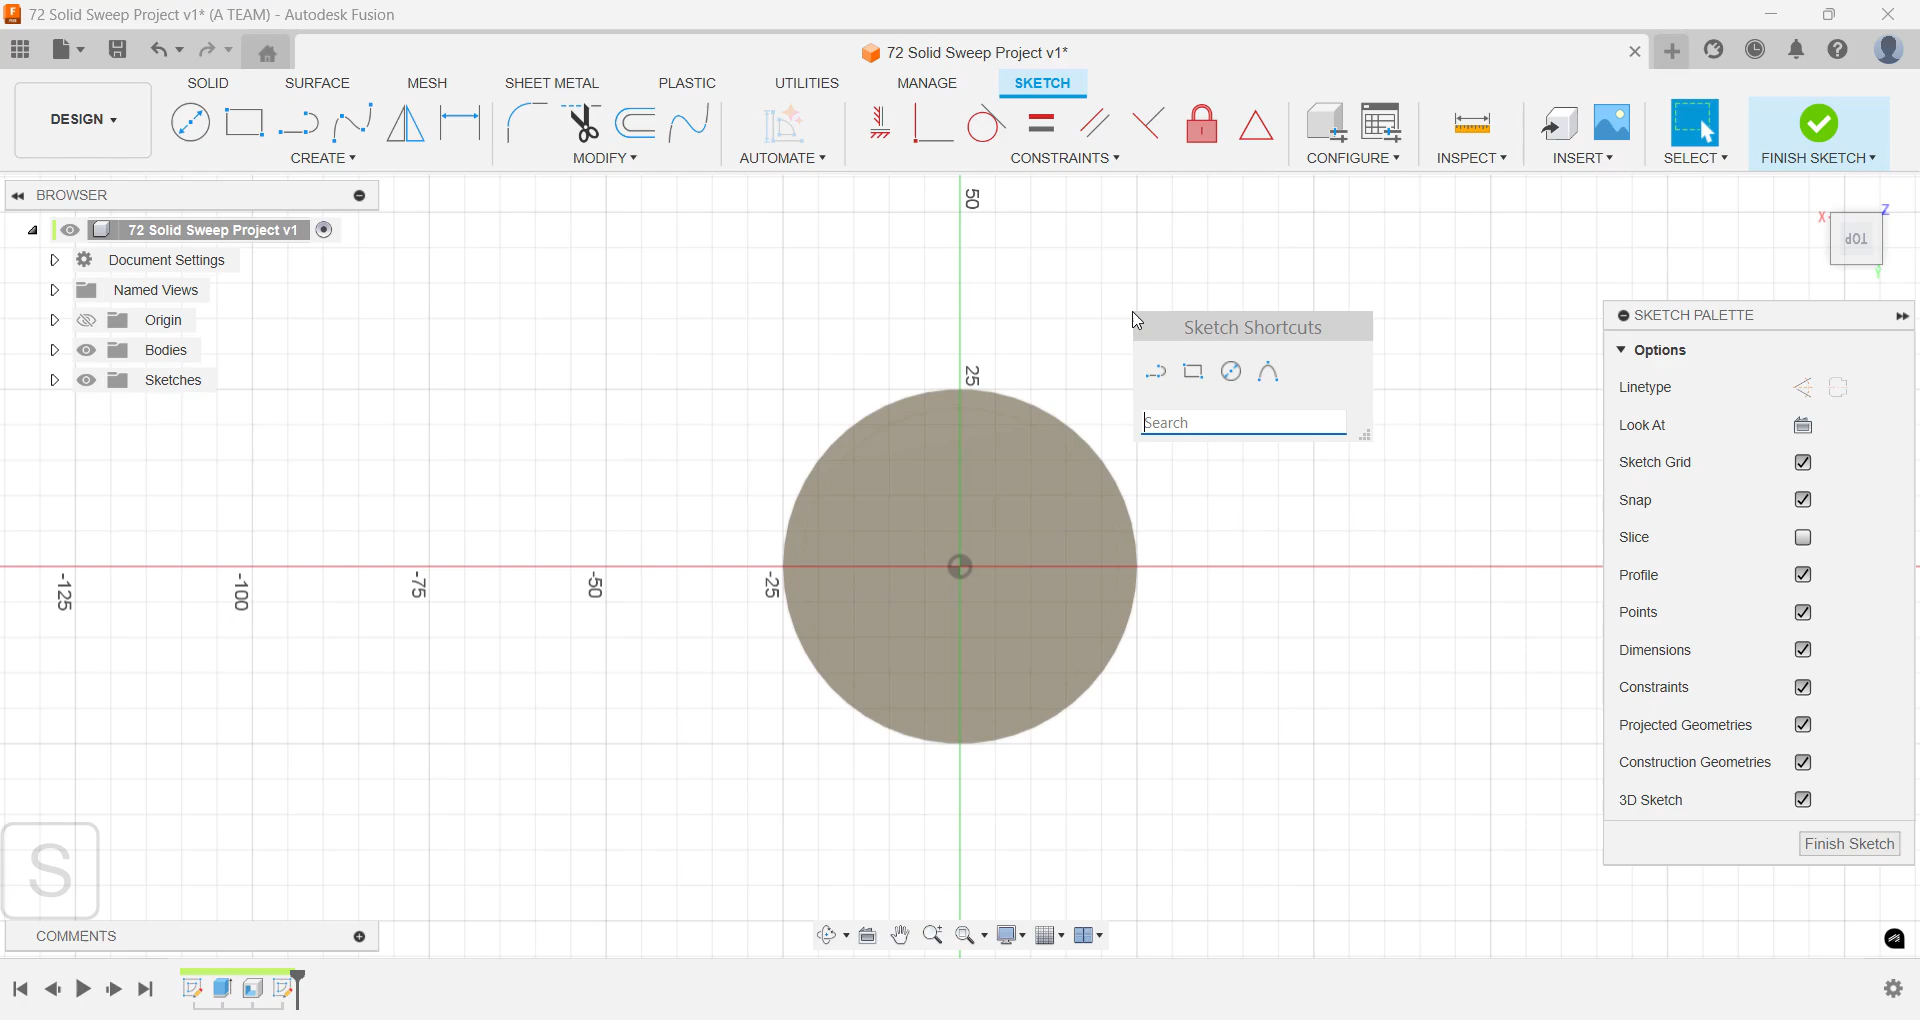 72 Solid Sweep Project v1* (A TEAM) - Autodesk Fusion
72 Solid Sweep Project v1*
SOLID
SURFACE
MESH
SHEET METAL
PLASTIC
UTILITIES
MANAGE
SKETCH
DESIGN
CREATE
MODIFY
AUTOMATE
CONSTRAINTS
CONFIGURE
INSPECT
INSERT
SELECT
FINISH SKETCH
BROWSER
72 Solid Sweep Project v1
Document Settings
Named Views
Origin
Bodies
Sketches
50
25
-25
-50
-75
-100
-125
Sketch Shortcuts
Search
X
Z
Y
TOP
SKETCH PALETTE
Options
Linetype
Look At
Sketch Grid
Snap
Slice
Profile
Points
Dimensions
Constraints
Projected Geometries
Construction Geometries
3D Sketch
Finish Sketch
S
COMMENTS